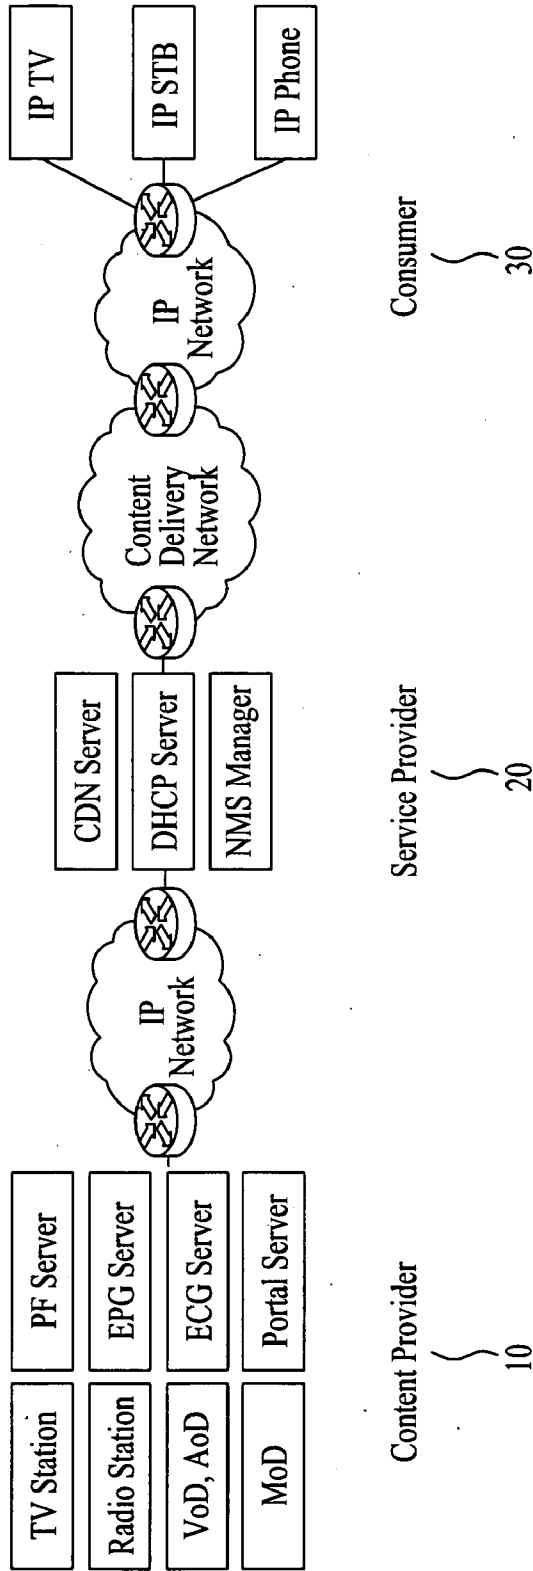 TV Station
PF Server
Radio Station
EPG Server
VoD, AoD
ECG Server
MoD
Portal Server
IP
Network
CDN Server
DHCP Server
NMS Manager
Content
Delivery
Network
IP
Network
IP TV
IP STB
IP Phone
Content Provider
10
Service Provider
20
Consumer
30